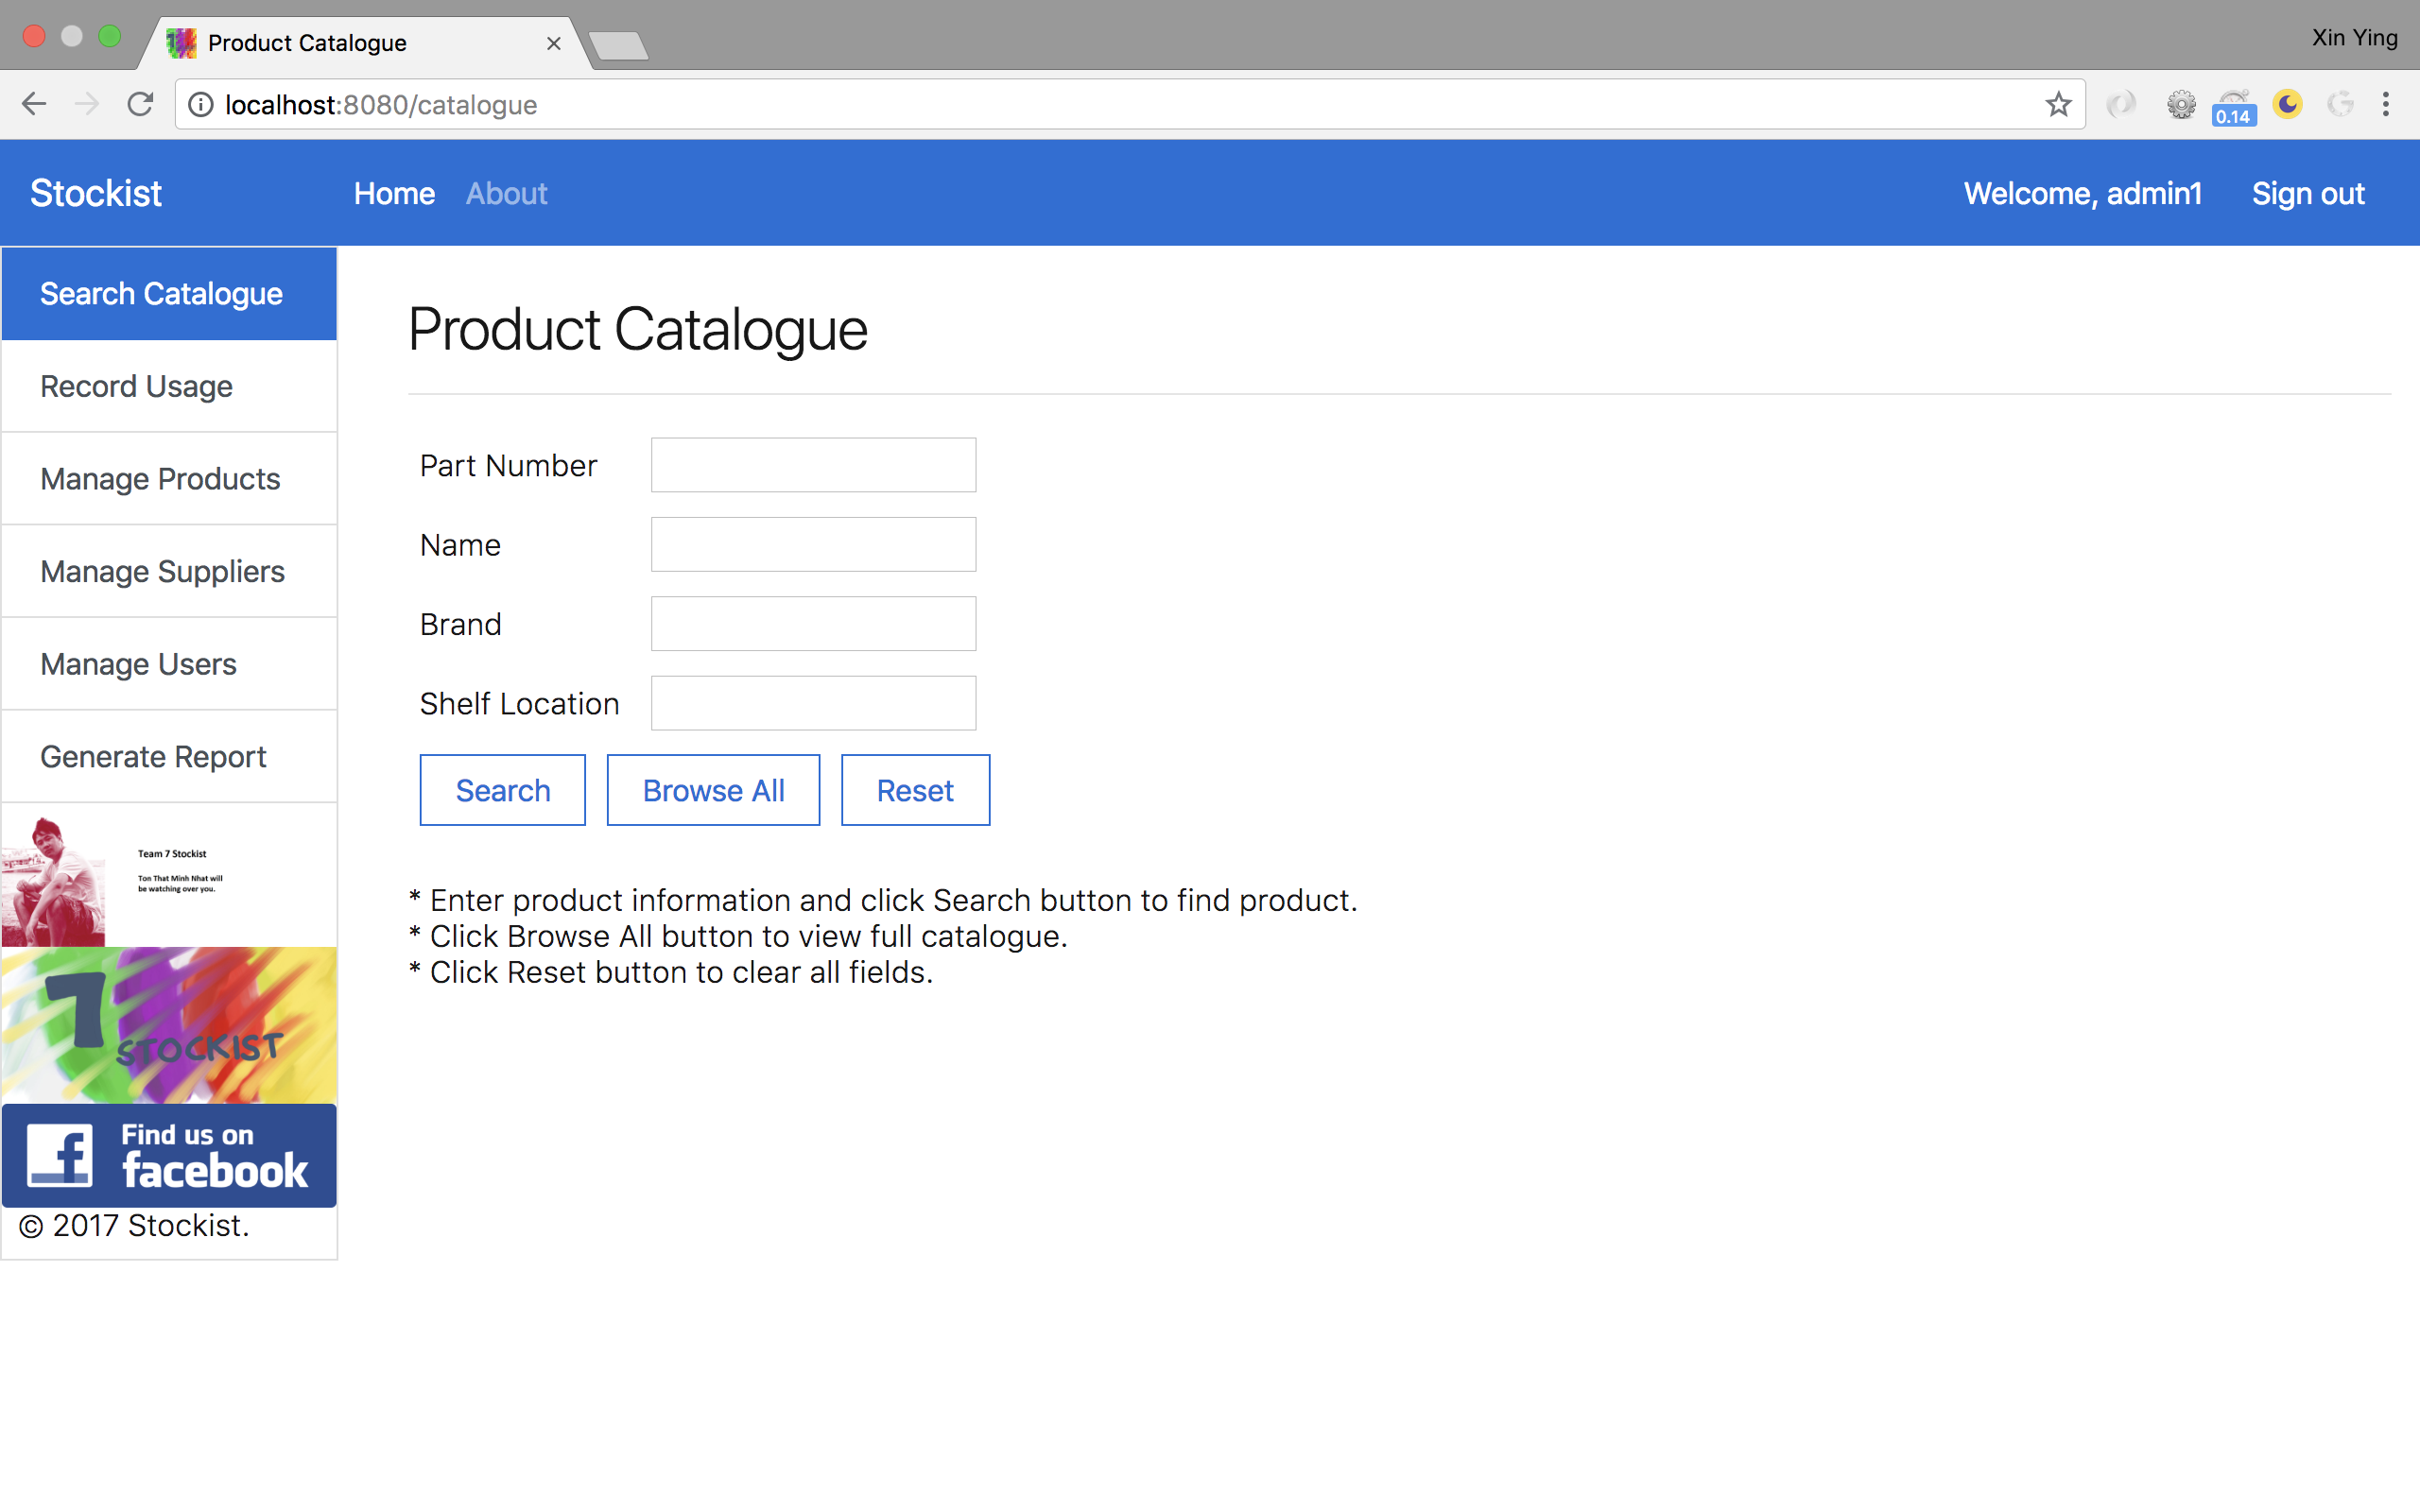 Product Catalogue
Xin Ying
localhost:8080/catalogue
0.14
Stockist Home About Welcome, admin1 Sign out
Search Catalogue
Record Usage
Manage Products
Manage Suppliers
Manage Users
Generate Report
Team 7 Stockist
Ton That Minh Nhat will
be watching over you.
7
STOCKIST
Find us on
facebook
© 2017 Stockist.
Product Catalogue
Part Number
Name
Brand
Shelf Location
Search Browse All Reset
* Enter product information and click Search button to find product.
* Click Browse All button to view full catalogue.
* Click Reset button to clear all fields.